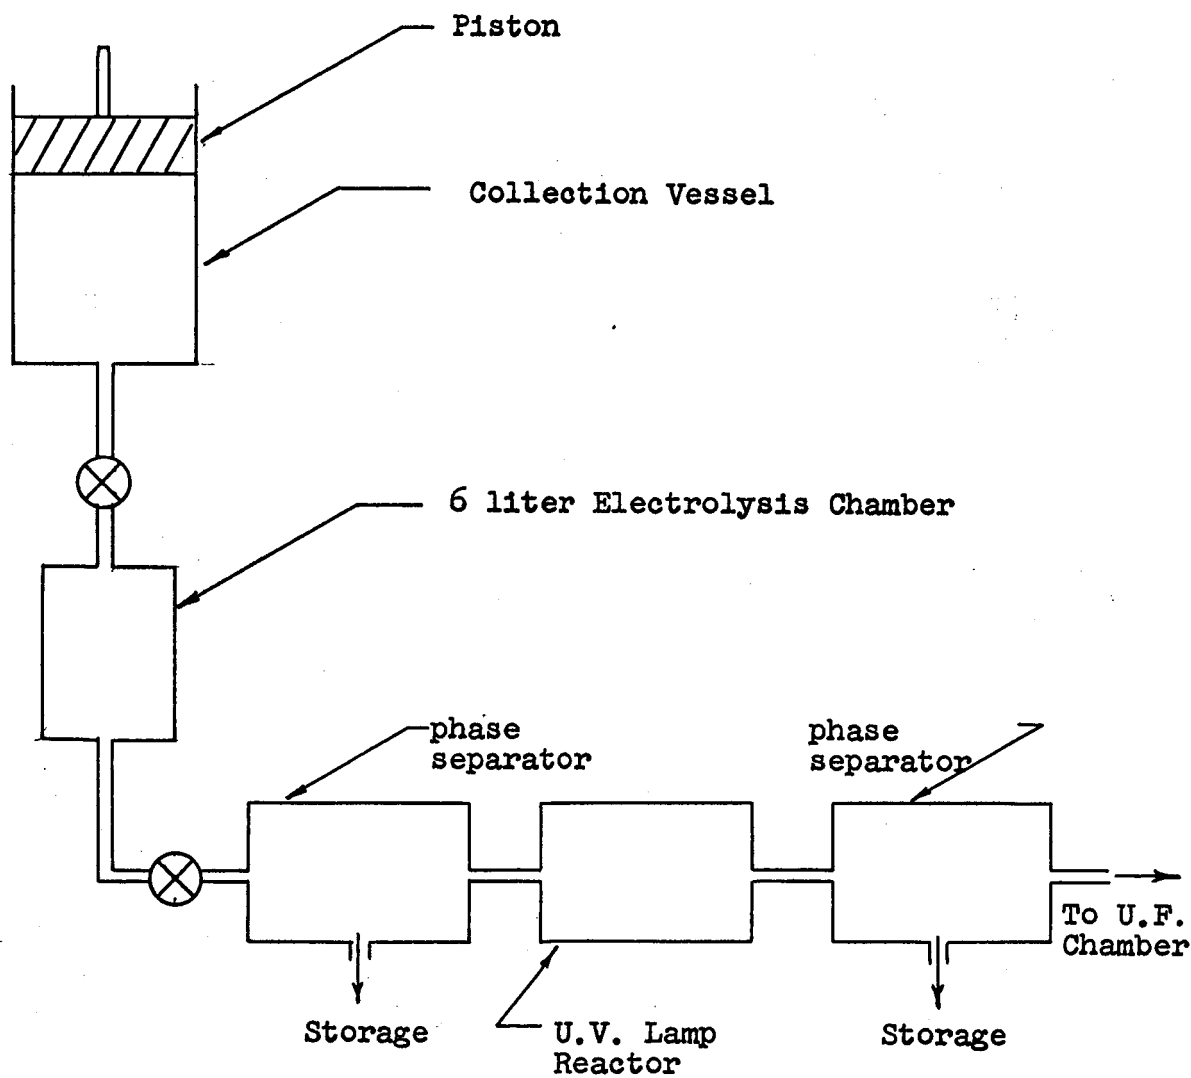 Piston
Collection Vessel
6 liter Electrolysis Chamber
phase
separator
phase
separator
To U.F.
Chamber
Storage
U.V. Lamp
Reactor
Storage